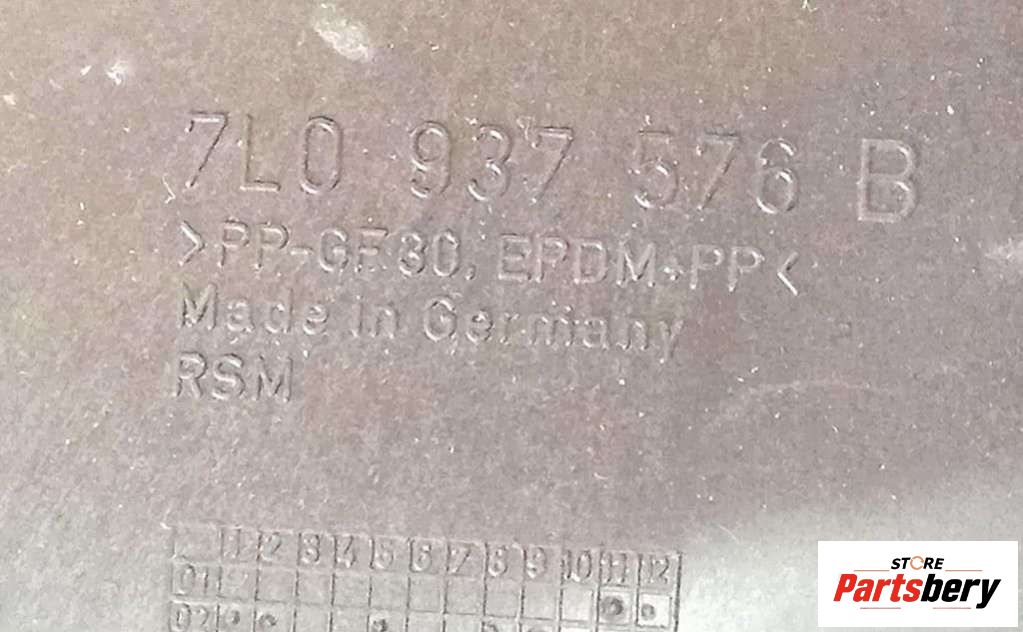 7L0 937 576 B
>PP-GF30, EPDM+PP<
Made in Germany
RSM
1 2 3 4 5 6 7 8 9 10 11 12
01
02
STORE
Partsbery